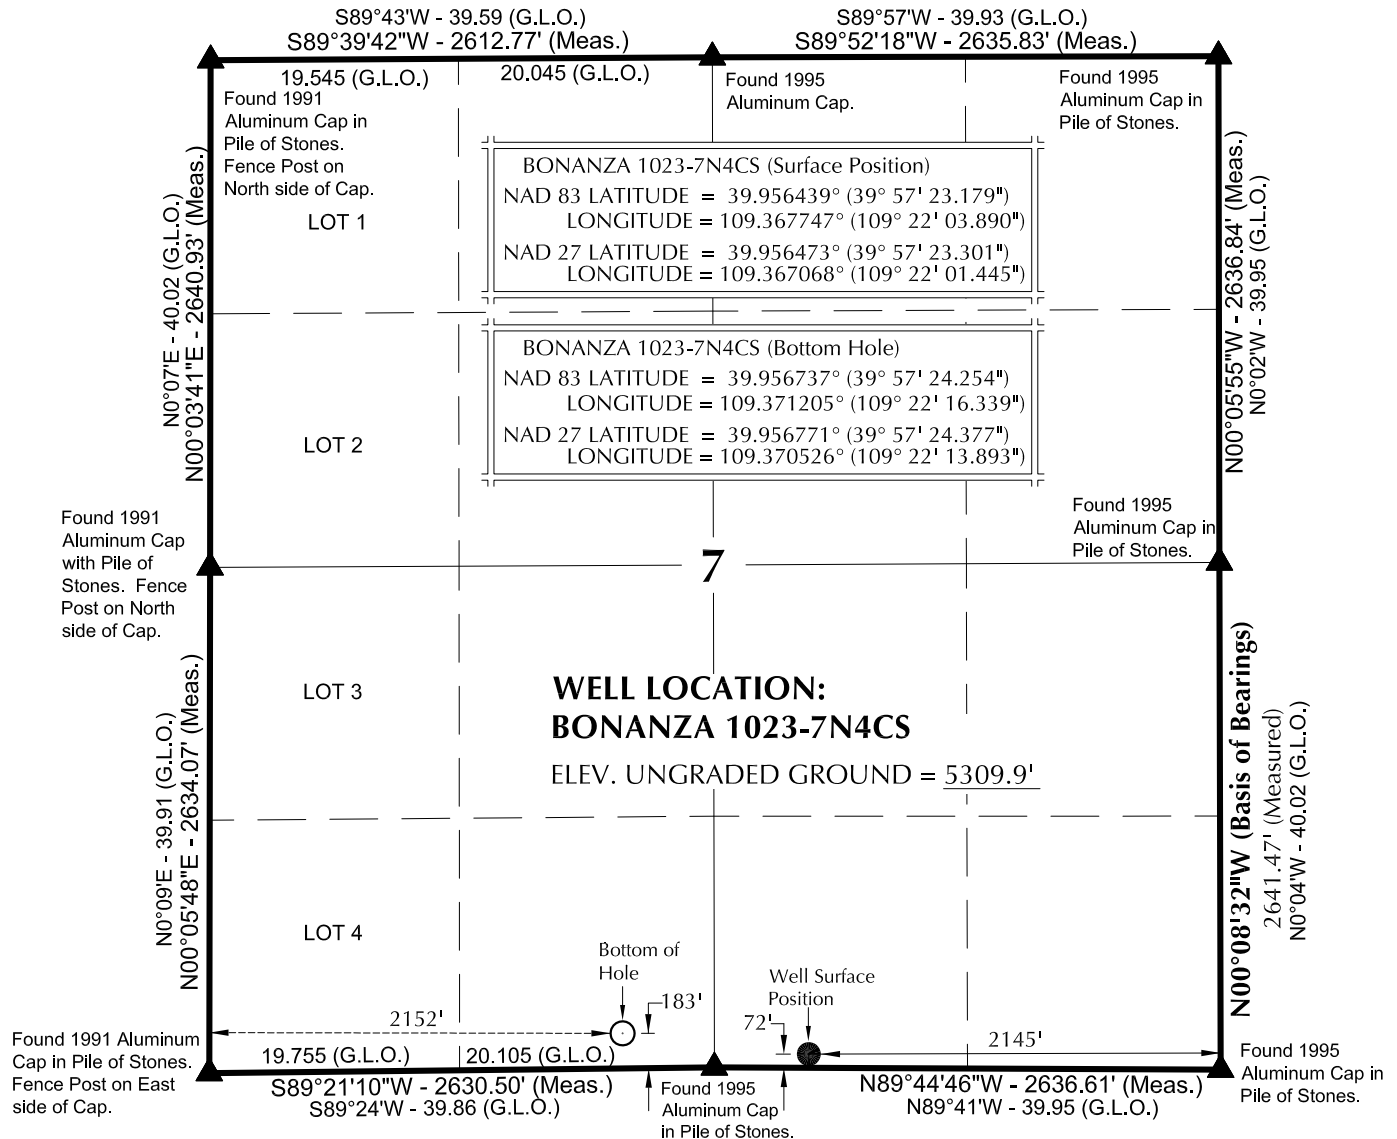 S89°43'W - 39.59 (G.L.O.)
S89°39'42"W - 2612.77' (Meas.)
S89°57'W - 39.93 (G.L.O.)
S89°52'18"W - 2635.83' (Meas.)
19.545 (G.L.O.)
20.045 (G.L.O.)
Found 1991
Aluminum Cap in
Pile of Stones.
Fence Post on
North side of Cap.
Found 1995
Aluminum Cap.
Found 1995
Aluminum Cap in
Pile of Stones.
BONANZA 1023-7N4CS (Surface Position)
NAD 83 LATITUDE = 39.956439° (39° 57' 23.179")
LONGITUDE = 109.367747° (109° 22' 03.890")
NAD 27 LATITUDE = 39.956473° (39° 57' 23.301")
LONGITUDE = 109.367068° (109° 22' 01.445")
LOT 1
N0°07'E - 40.02 (G.L.O.)
N00°03'41"E - 2640.93' (Meas.)
N00°05'55"W - 2636.84' (Meas.)
N0°02'W - 39.95 (G.L.O.)
BONANZA 1023-7N4CS (Bottom Hole)
NAD 83 LATITUDE = 39.956737° (39° 57' 24.254")
LONGITUDE = 109.371205° (109° 22' 16.339")
NAD 27 LATITUDE = 39.956771° (39° 57' 24.377")
LONGITUDE = 109.370526° (109° 22' 13.893")
LOT 2
Found 1991
Aluminum Cap
with Pile of
Stones. Fence
Post on North
side of Cap.
Found 1995
Aluminum Cap in
Pile of Stones.
7
LOT 3
WELL LOCATION:
BONANZA 1023-7N4CS
ELEV. UNGRADED GROUND = 5309.9'
N0°09'E - 39.91 (G.L.O.)
N00°05'48"E - 2634.07' (Meas.)
N00°08'32"W (Basis of Bearings)
2641.47' (Measured)
N0°04'W - 40.02 (G.L.O.)
LOT 4
Bottom of
Hole
183'
2152'
Well Surface
Position
72'
2145'
Found 1991 Aluminum
Cap in Pile of Stones.
Fence Post on East
side of Cap.
19.755 (G.L.O.)
20.105 (G.L.O.)
S89°21'10"W - 2630.50' (Meas.)
S89°24'W - 39.86 (G.L.O.)
Found 1995
Aluminum Cap
in Pile of Stones.
N89°44'46"W - 2636.61' (Meas.)
N89°41'W - 39.95 (G.L.O.)
Found 1995
Aluminum Cap in
Pile of Stones.